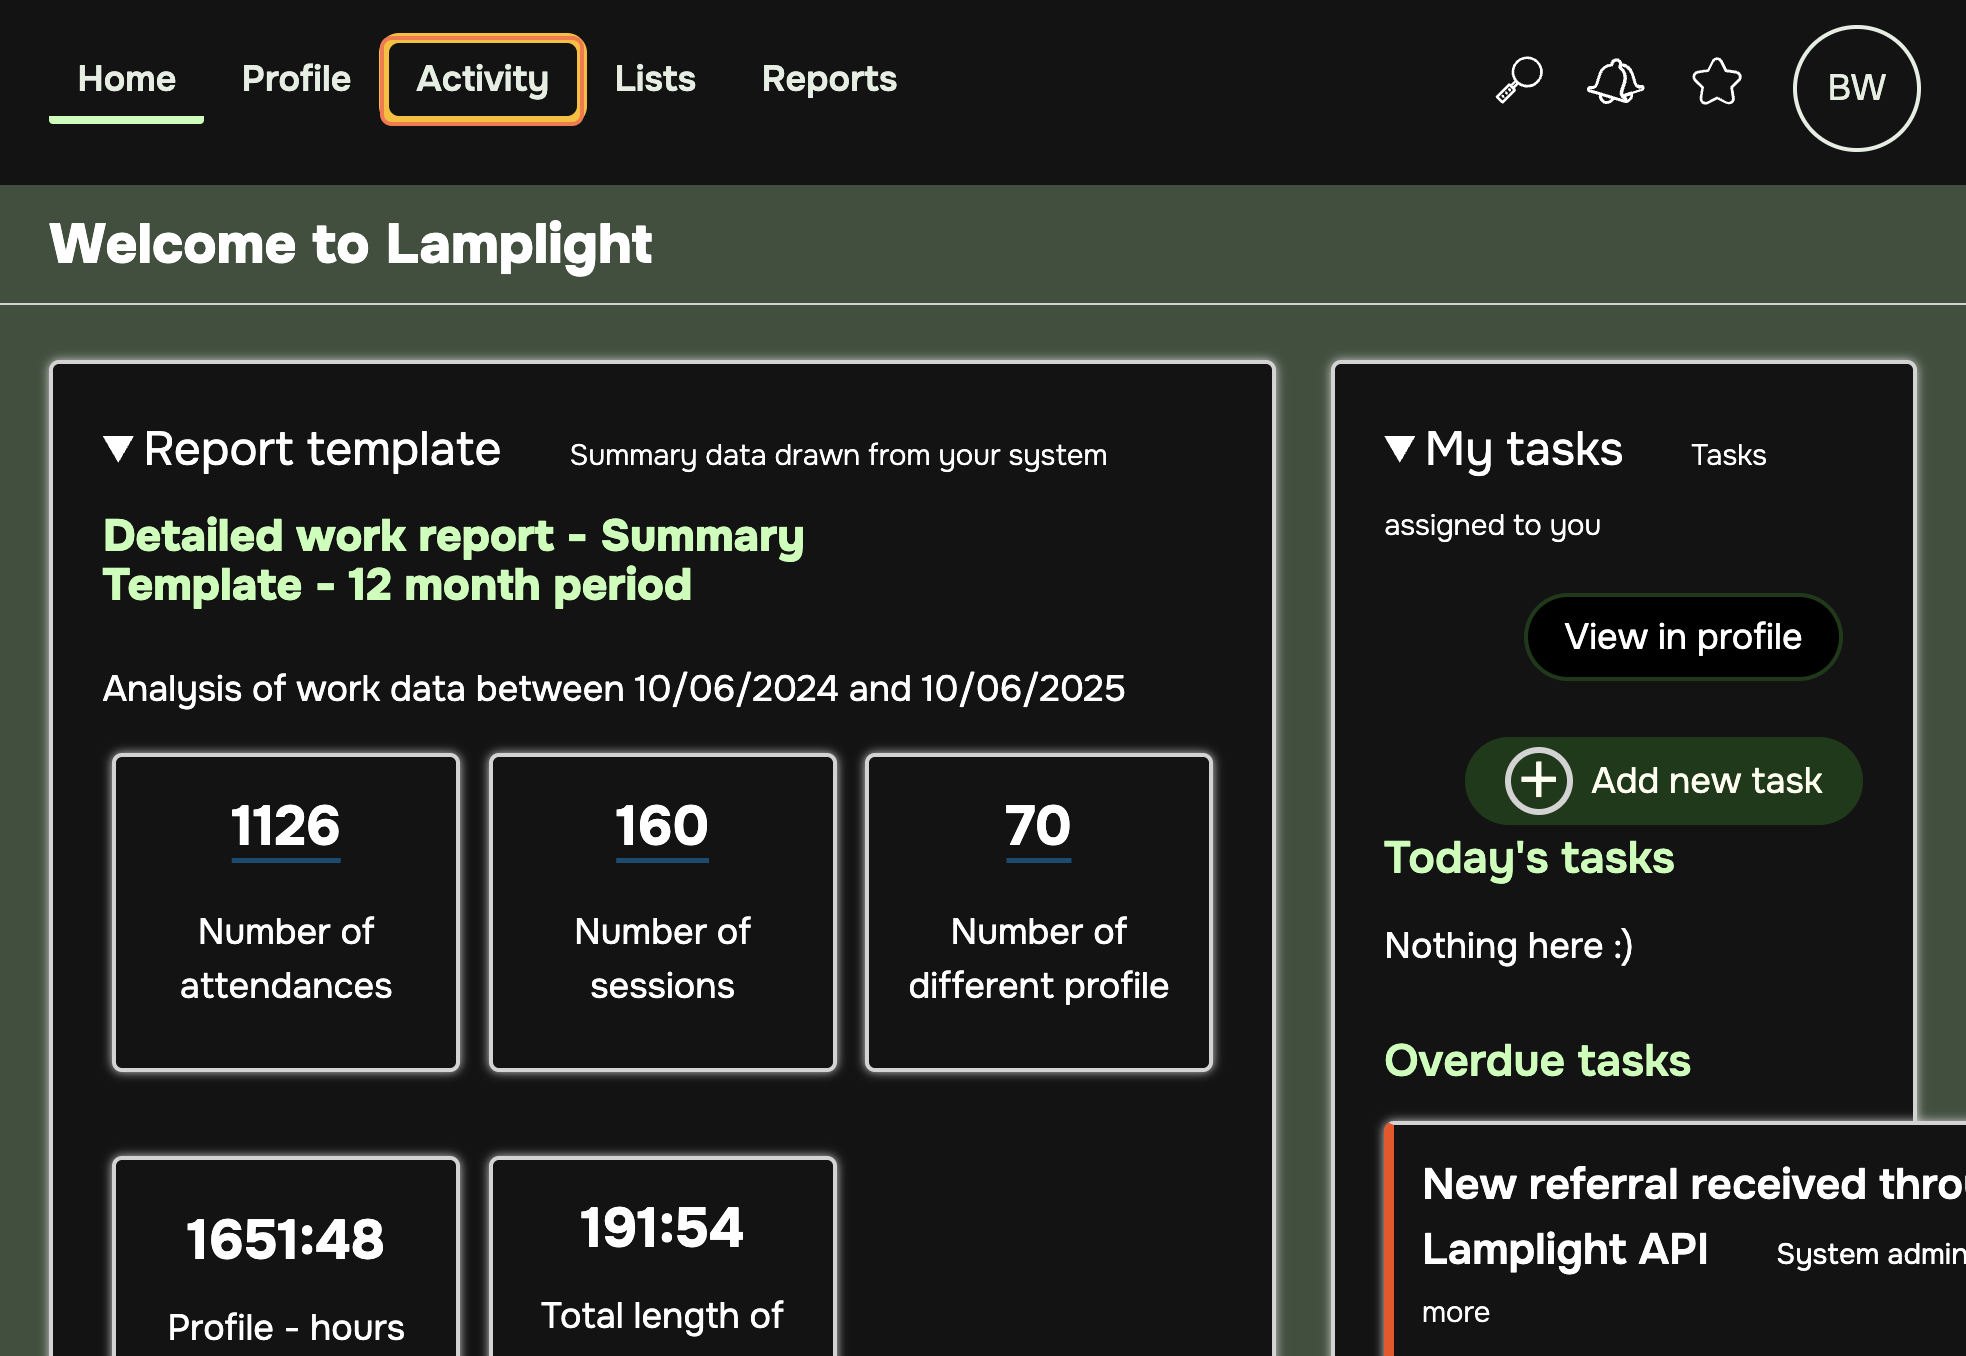 Home Profile Activity Lists Reports BW
Welcome to Lamplight
Report template Summary data drawn from your system
Detailed work report - Summary
Template - 12 month period
Analysis of work data between 10/06/2024 and 10/06/2025
1126
Number of
attendances
160
Number of
sessions
70
Number of
different profile
1651:48
Profile - hours
191:54
Total length of
My tasks Tasks
assigned to you
View in profile
Add new task
Today's tasks
Nothing here :)
Overdue tasks
New referral received throu
Lamplight API System admin
more